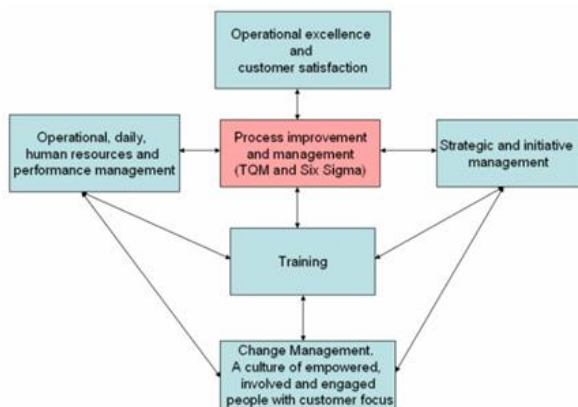 Operational excellence
and
customer satisfaction
Operational, daily,
human resources and
performance management
Process improvement
and management
(TQM and Six Sigma)
Strategic and initiative
management
Training
Change Management.
A culture of empowered,
involved and engaged
people with customer focus